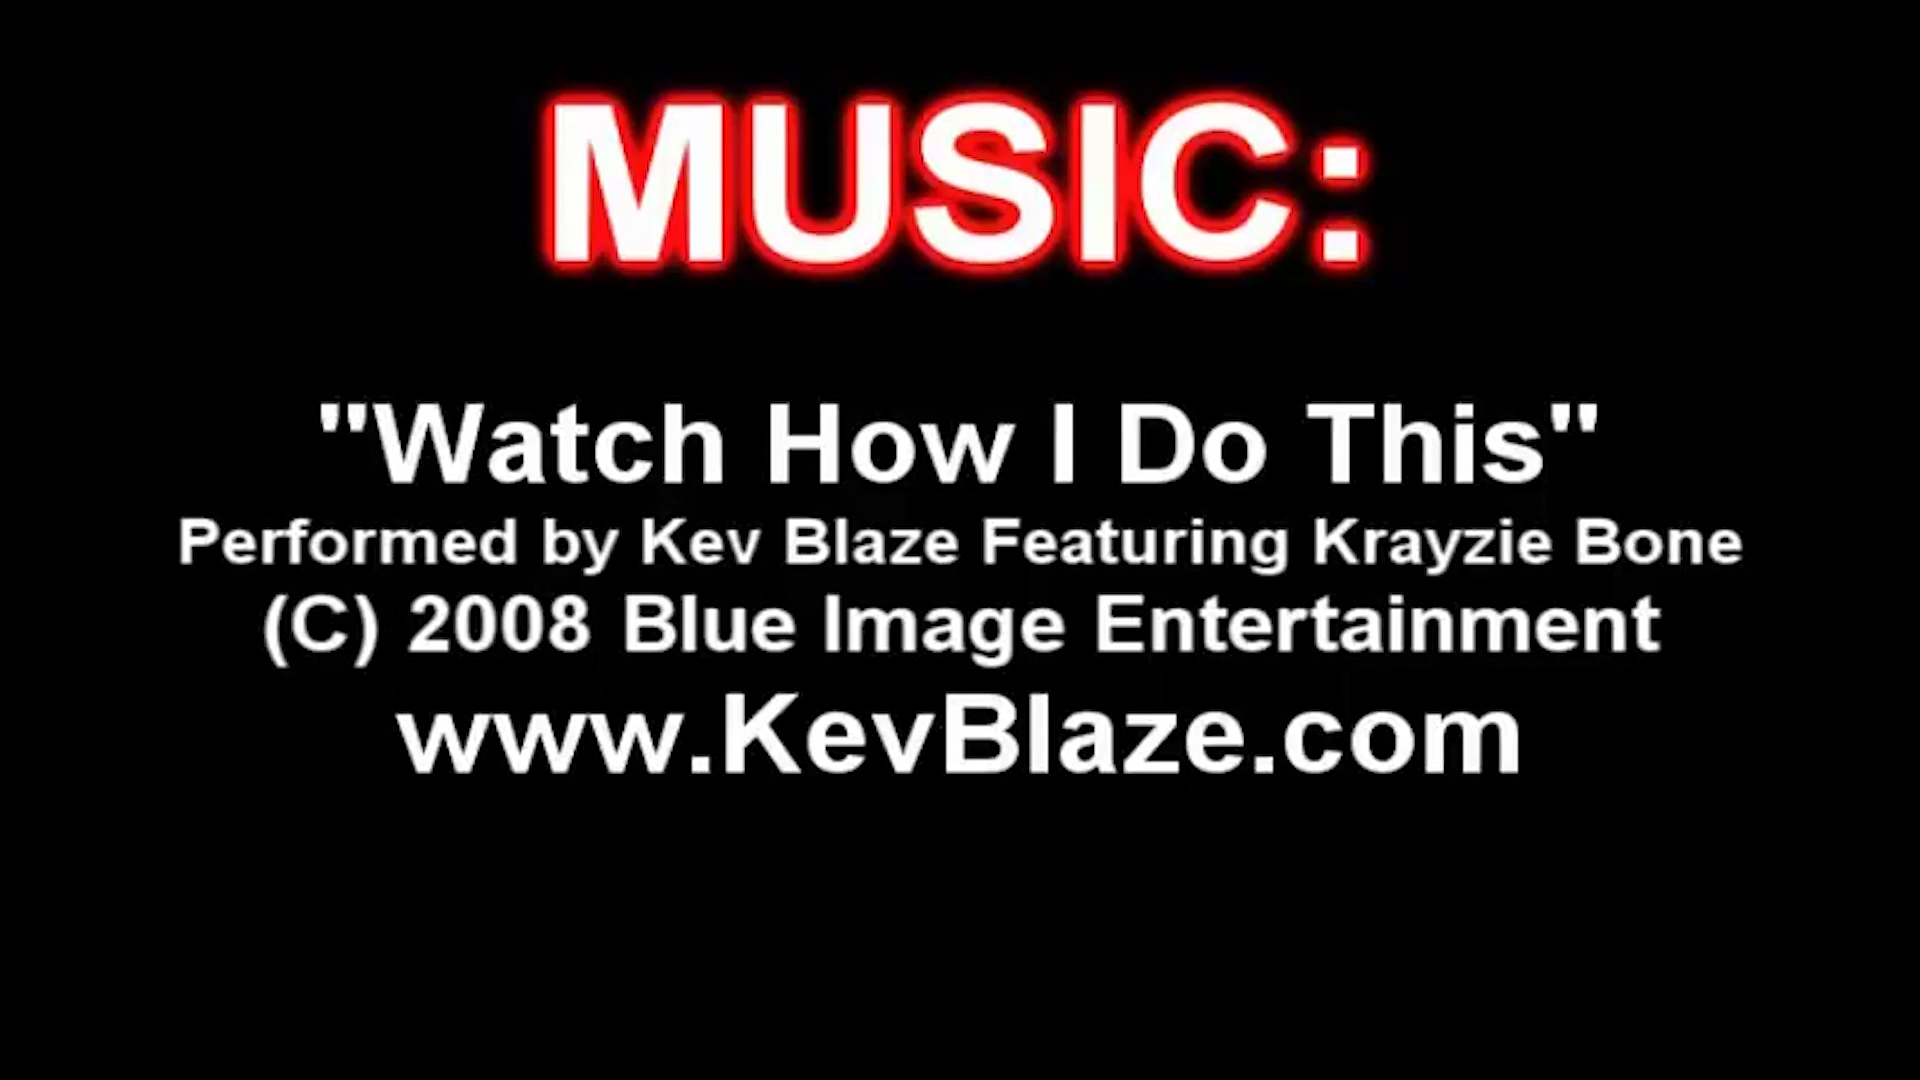 MUSIC:
"Watch How I Do This"
Performed by Kev Blaze Featuring Krayzie Bone
(C) 2008 Blue Image Entertainment
www.KevBlaze.com